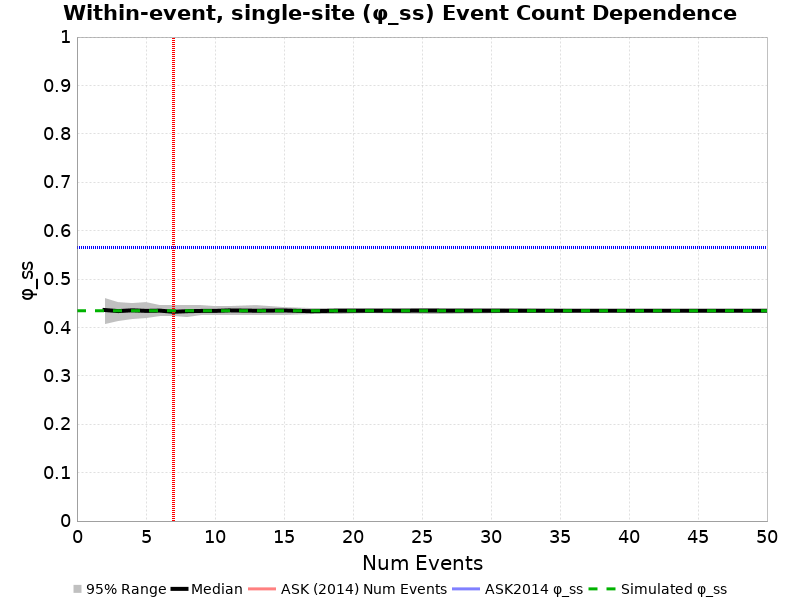 Within-event, single-site (φ_ss) Event Count Dependence
1
0.9
0.8
0.7
0.6
0.5
0.4
0.3
0.2
0.1
0
φ_ss
0 5 10 15 20 25 30 35 40 45 50
Num Events
95% Range Median ASK (2014) Num Events ASK2014 φ_ss Simulated φ_ss